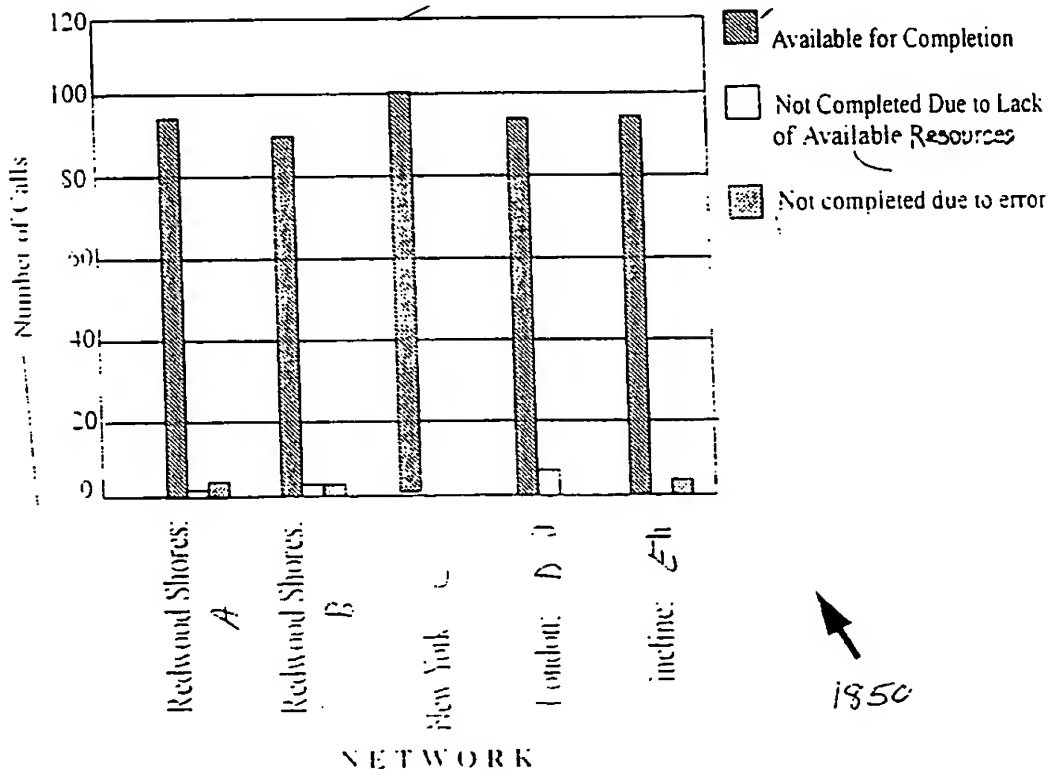 120
100
80
60
40
20
0
Number of Calls
Available for Completion
Not Completed Due to Lack
of Available Resources
Not completed due to error
Redwood Shores:
A
Redwood Shores:
B
New York
C
London:
D
incline:
NETWORK
1850